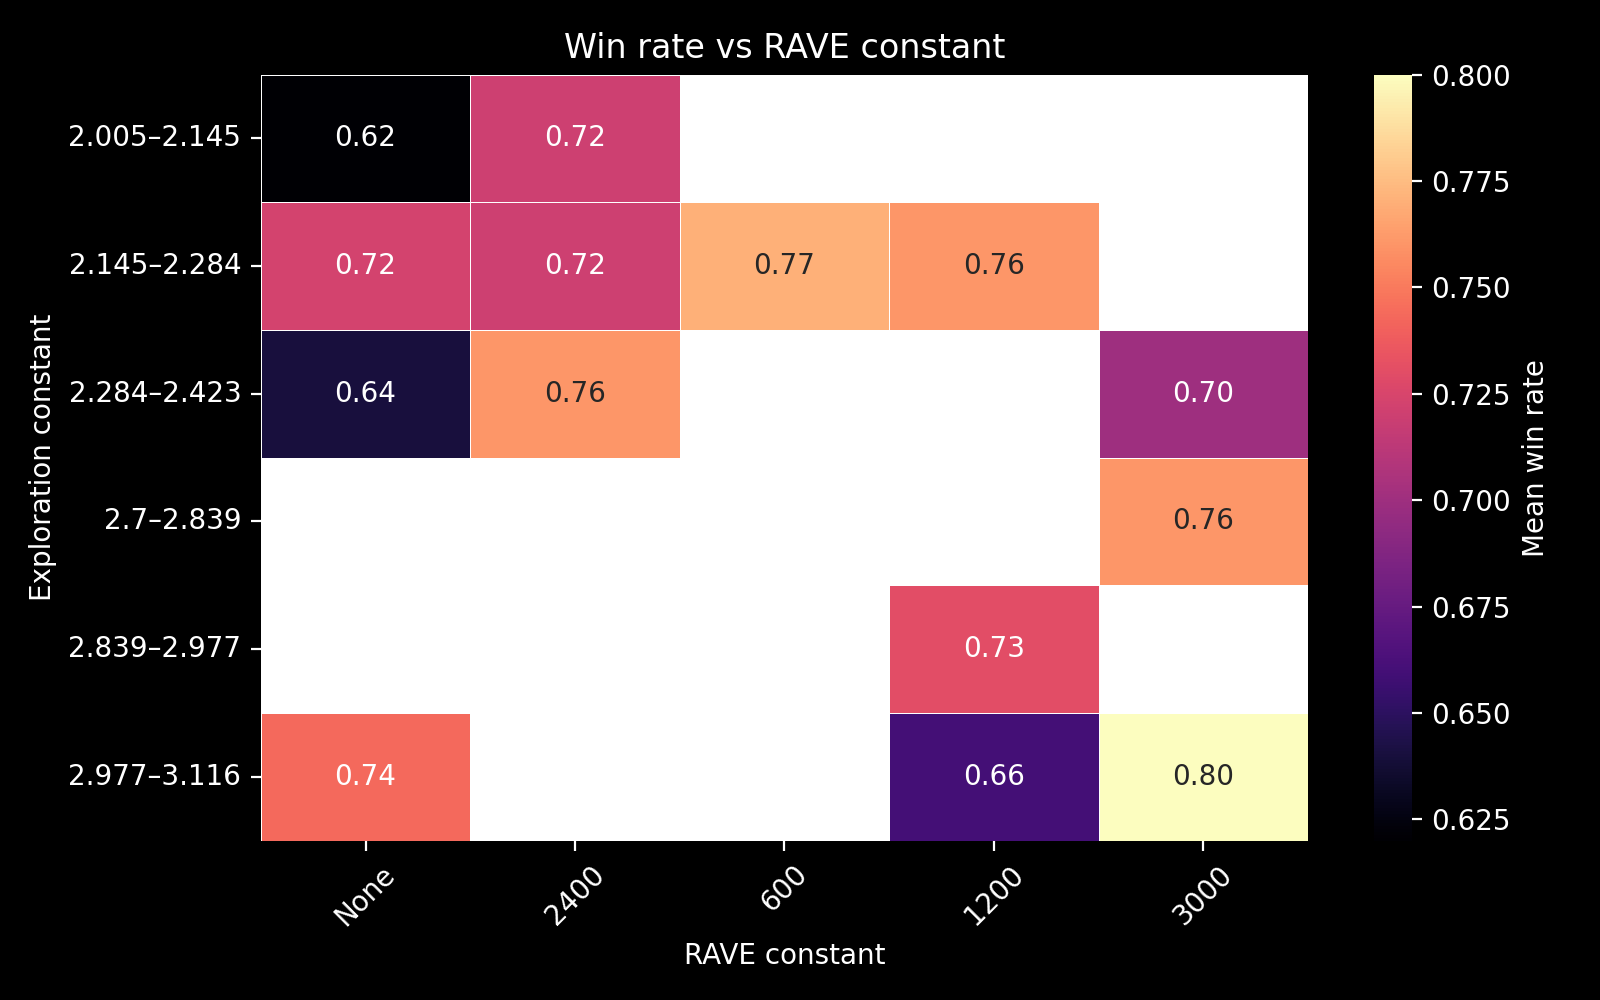 Win rate vs RAVE constant
Exploration constant
2.005–2.145 0.62 0.72
2.145–2.284 0.72 0.72 0.77 0.76
2.284–2.423 0.64 0.76 0.70
2.7–2.839 0.76
2.839–2.977 0.73
2.977–3.116 0.74 0.66 0.80
None 2400 600 1200 3000
RAVE constant
0.800
0.775
0.750
0.725
0.700
0.675
0.650
0.625
Mean win rate